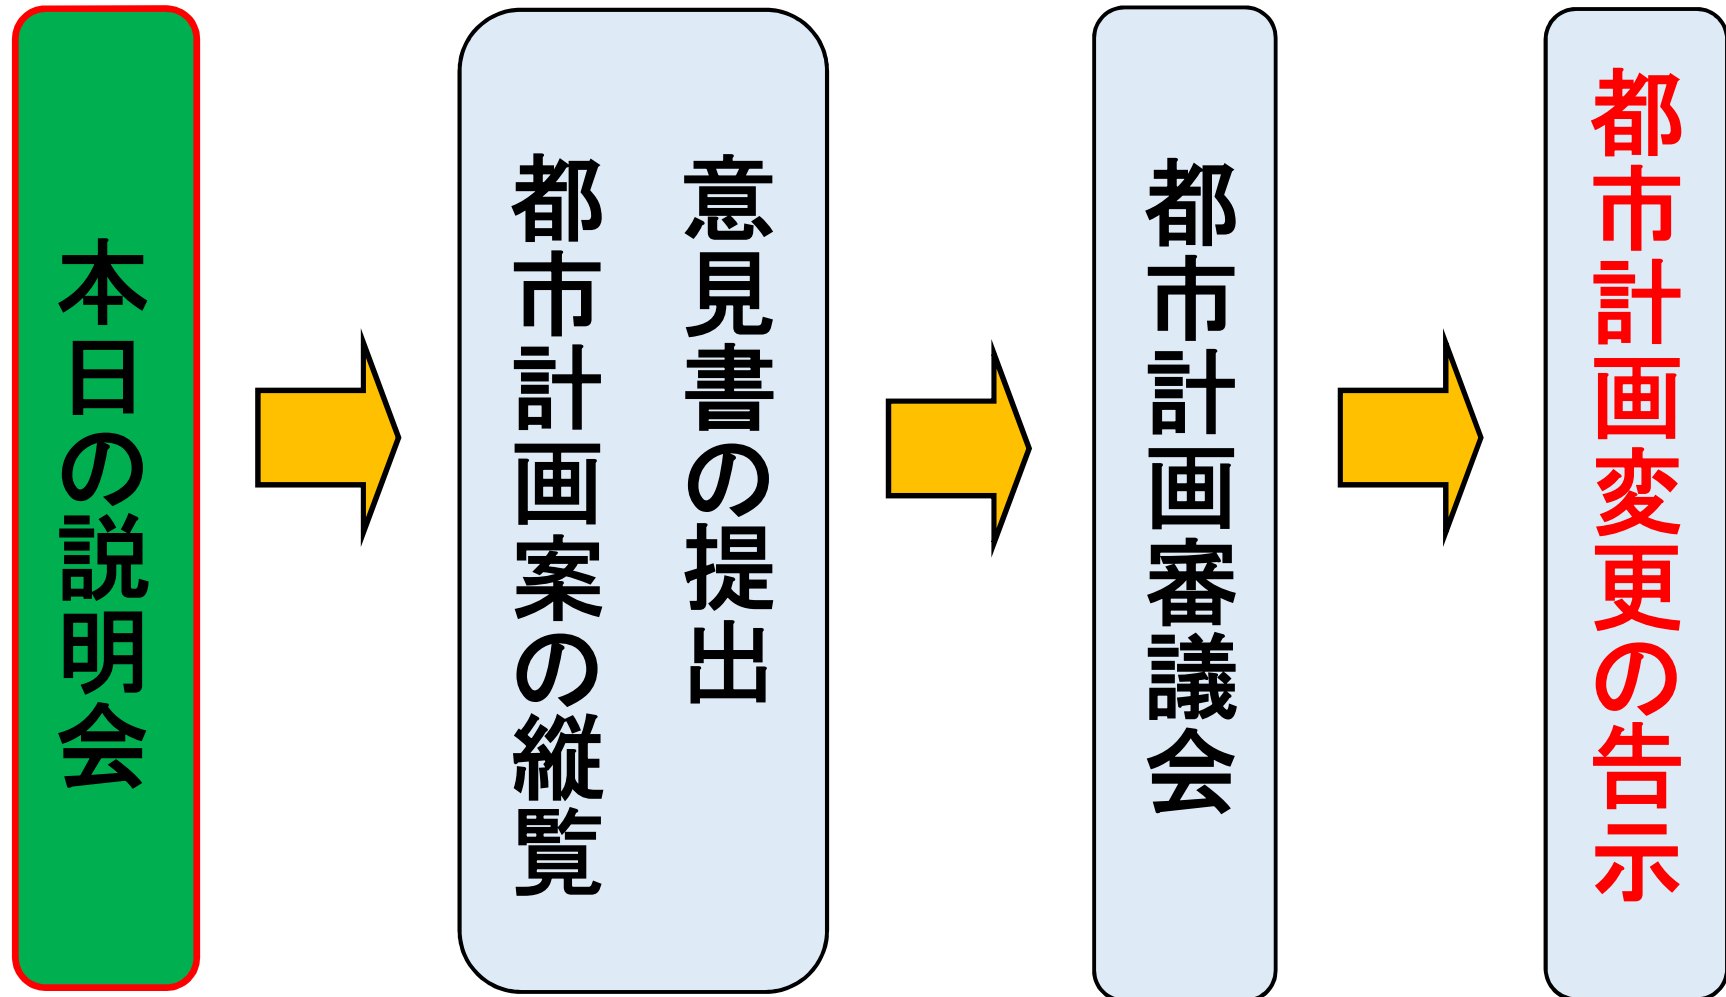 本日の説明会
意見書の提出
都市計画案の縦覧
都市計画審議会
都市計画変更の告示